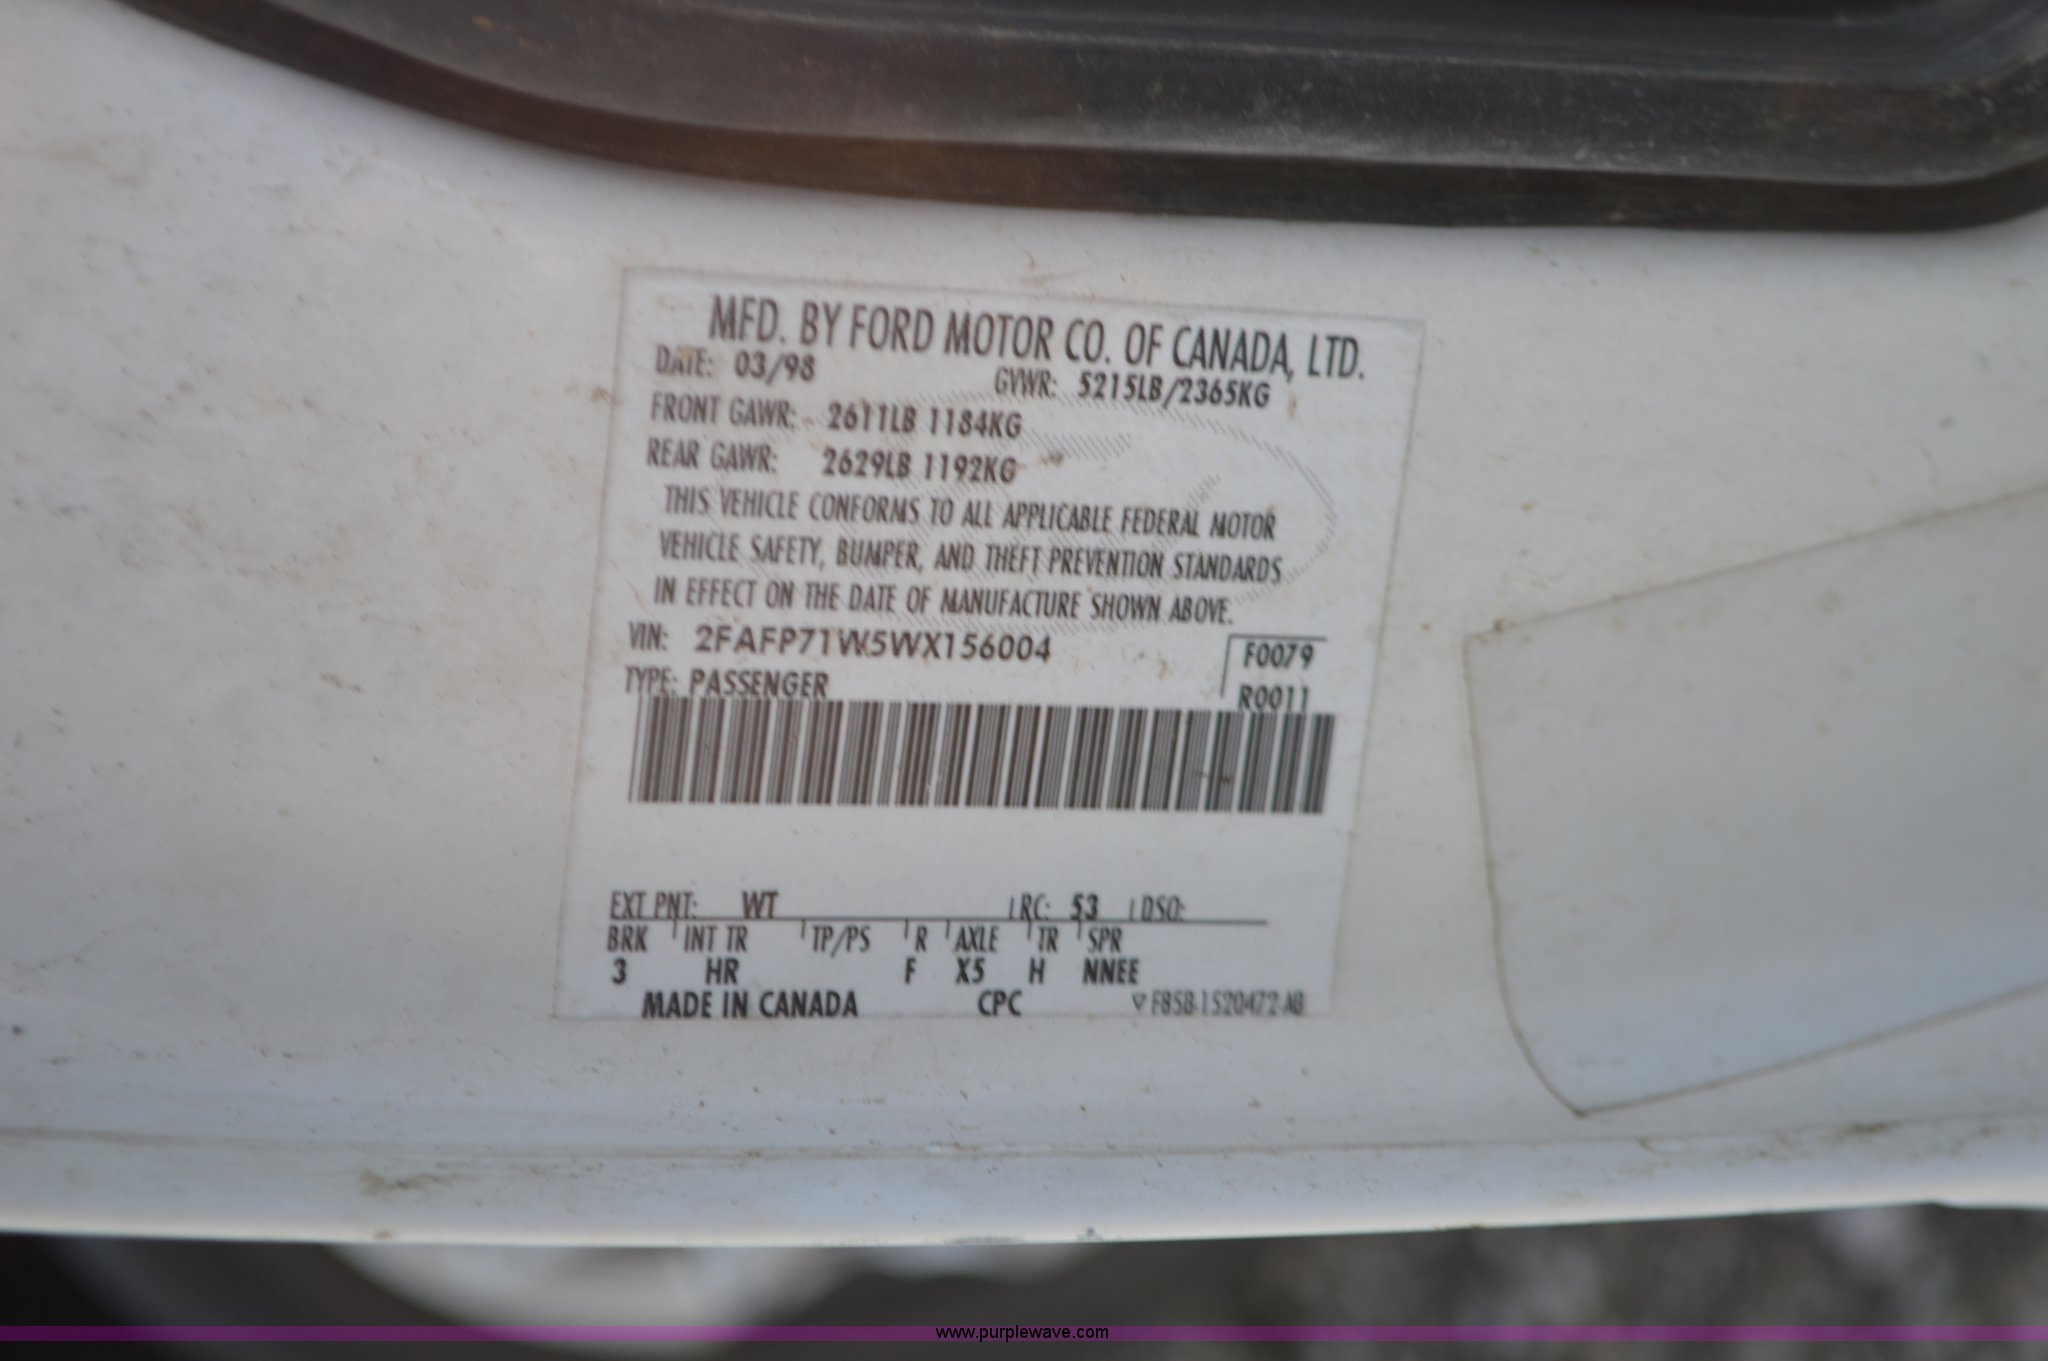 MFD. BY FORD MOTOR CO. OF CANADA, LTD.
DATE: 03/98 GVWR: 5215LB/2365KG
FRONT GAWR: 2611LB 1184KG
REAR GAWR: 2629LB 1192KG
THIS VEHICLE CONFORMS TO ALL APPLICABLE FEDERAL MOTOR
VEHICLE SAFETY, BUMPER, AND THEFT PREVENTION STANDARDS
IN EFFECT ON THE DATE OF MANUFACTURE SHOWN ABOVE.
VIN: 2FAFP71W5WX156004 F0079
TYPE: PASSENGER R0011
EXT PNT: WT RC: 53 DSO:
BRK INT TR TP/PS R AXLE TR SPR
3 HR F X5 H NNEE
MADE IN CANADA CPC F85B-1520472-AB
www.purplewave.com